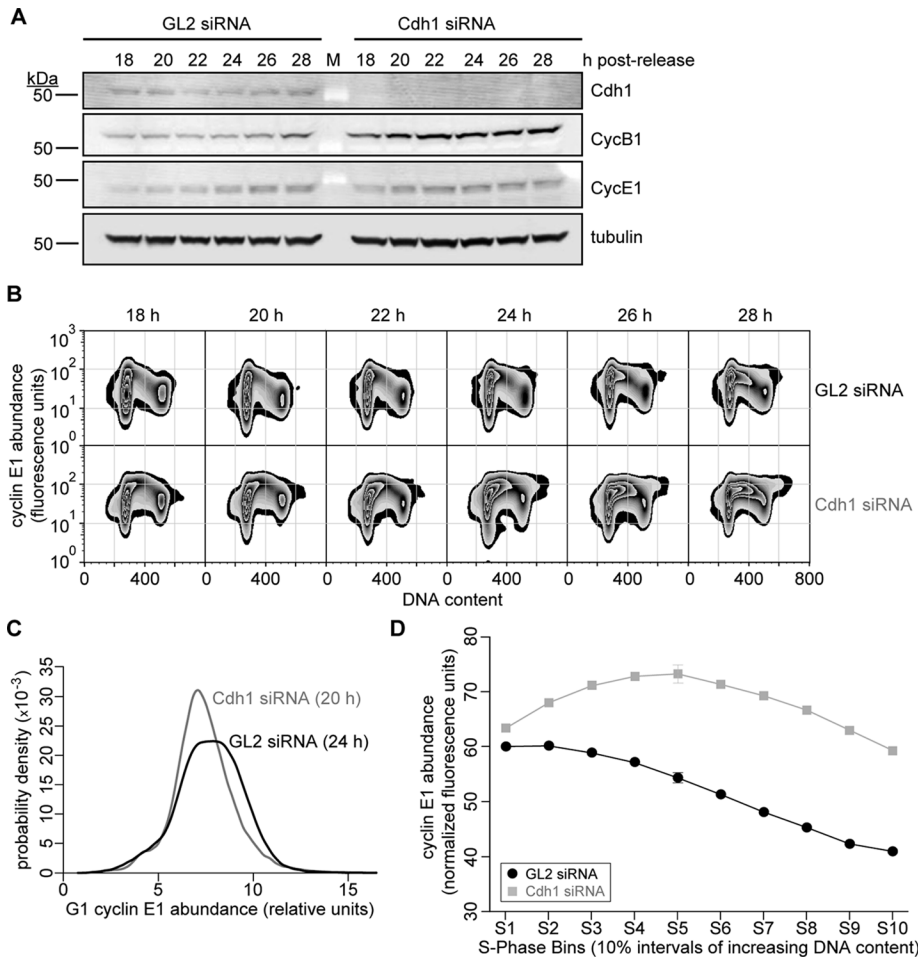 A
GL2 siRNA
Cdh1 siRNA
18 20 22 24 26 28 M 18 20 22 24 26 28 h post-release
kDa
50
Cdh1
50
CycB1
50
CycE1
50
tubulin
B
18 h 20 h 22 h 24 h 26 h 28 h
cyclin E1 abundance
(fluorescence units)
10³
10²
10¹
10⁰
10²
10¹
10⁰
GL2 siRNA
Cdh1 siRNA
0 400 0 400 0 400 0 400 0 400 0 400 800
DNA content
C
probability density (x10⁻³)
35
30
25
20
15
10
5
0
Cdh1 siRNA (20 h)
GL2 siRNA (24 h)
0 5 10 15
G1 cyclin E1 abundance (relative units)
D
cyclin E1 abundance
(normalized fluorescence units)
80
70
60
50
40
30
GL2 siRNA
Cdh1 siRNA
S1 S2 S3 S4 S5 S6 S7 S8 S9 S10
S-Phase Bins (10% intervals of increasing DNA content)